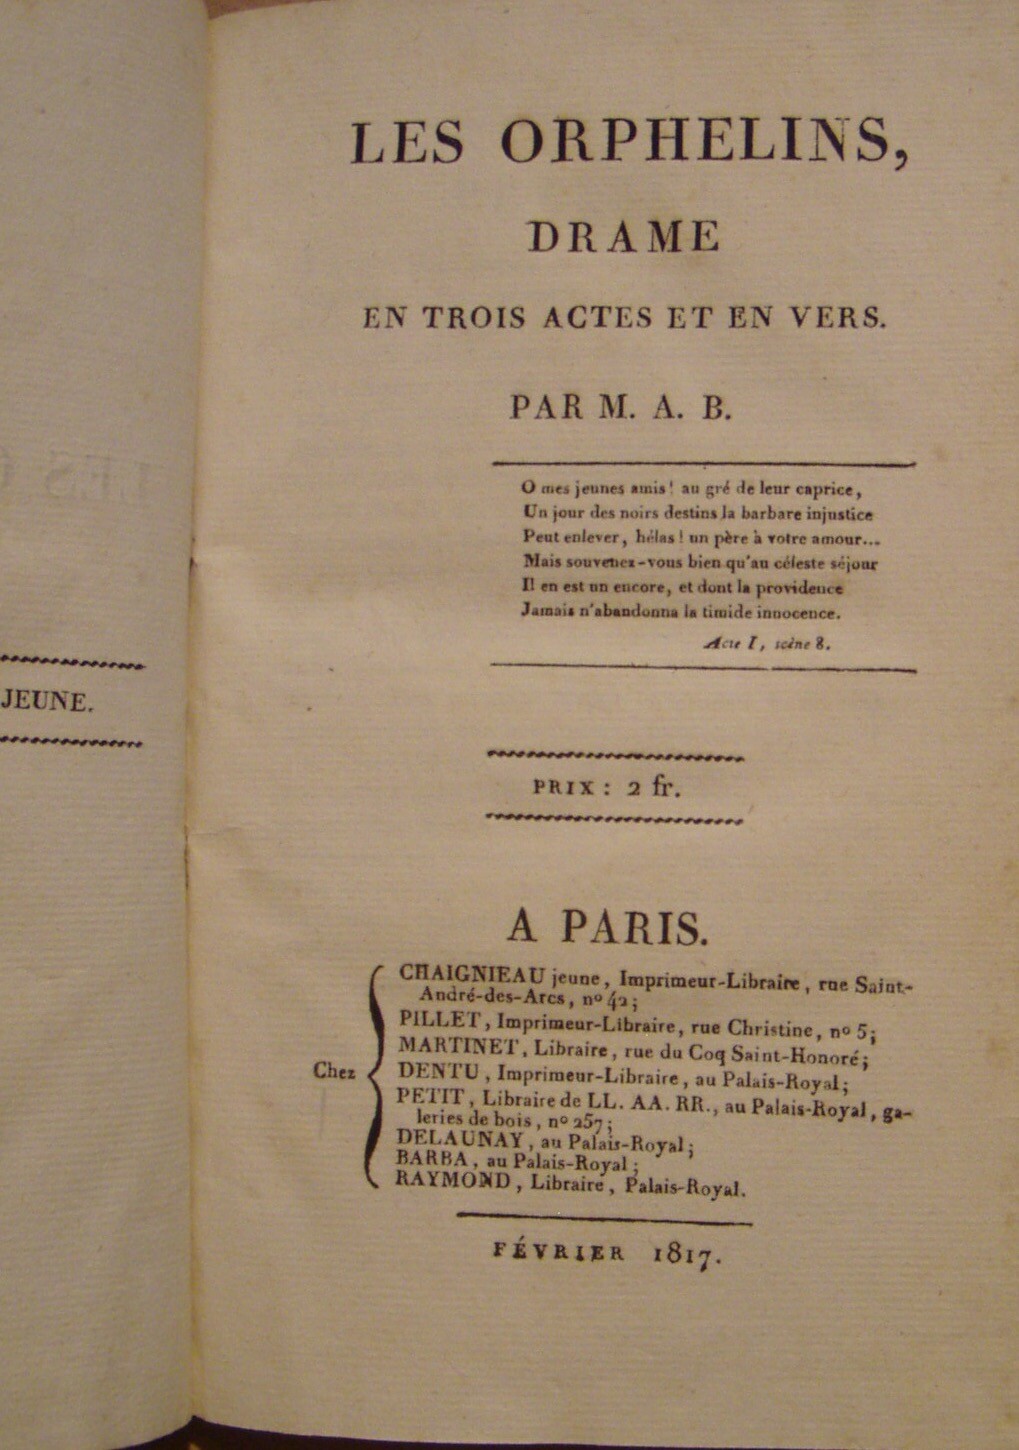 JEUNE.
LES ORPHELINS,
DRAME
EN TROIS ACTES ET EN VERS.
PAR M. A. B.
O mes jeunes amis! au gré de leur caprice,
Un jour des noirs destins la barbare injustice
Peut enlever, hélas! un père à votre amour...
Mais souvenez-vous bien qu'au céleste séjour
Il en est un encore, et dont la providence
Jamais n'abandonna la timide innocence.
Acte I, scène 8.
PRIX: 2 fr.
A PARIS.
Chez
CHAIGNIEAU jeune, Imprimeur-Libraire, rue Saint-
André-des-Arcs, nº 42;
PILLET, Imprimeur-Libraire, rue Christine, nº 5;
MARTINET, Libraire, rue du Coq Saint-Honoré;
DENTU, Imprimeur-Libraire, au Palais-Royal;
PETIT, Libraire de LL. AA. RR., au Palais-Royal, ga-
leries de bois, nº 257;
DELAUNAY, au Palais-Royal;
BARBA, au Palais-Royal;
RAYMOND, Libraire, Palais-Royal.
FÉVRIER 1817.